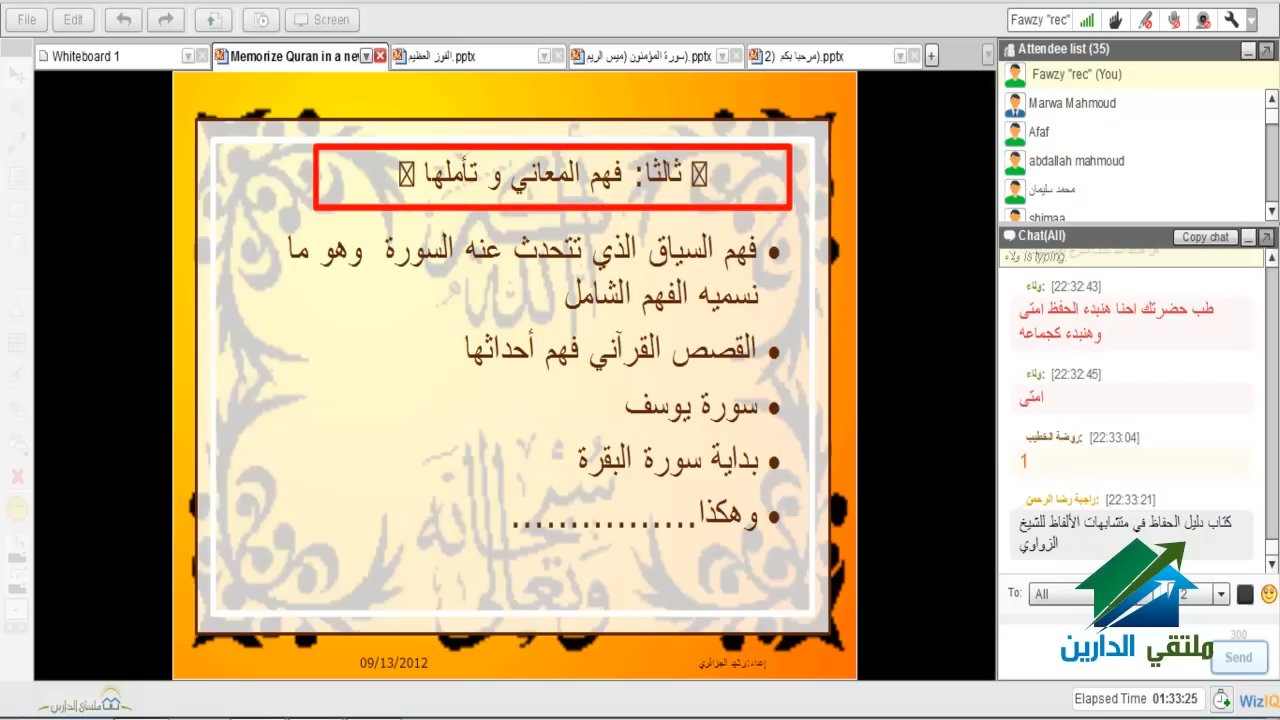 File
Edit
Screen
Fawzy "rec"
Whiteboard 1
Memorize Quran in a new
الفوز العظيم.pptx
سورة المؤمنون (ميس الريم).pptx
مرحبا بكم (2).pptx
Attendee list (35)
Fawzy "rec" (You)
Marwa Mahmoud
Afaf
abdallah mahmoud
محمد سليمان
shimaa
ثالثا: فهم المعاني و تأملها
• فهم السياق الذي تتحدث عنه السورة وهو ما
نسميه الفهم الشامل
• القصص القرآني فهم أحداثها
• سورة يوسف
• بداية سورة البقرة
• وهكذا................
09/13/2012
إعداد: رشيد الجزائري
Chat(All)
Copy chat
ولاء is typing.
ولاء: [22:32:43]
طب حضرتك احنا هنبدء الحفظ امتى
وهنبدء كجماعه
ولاء: [22:32:45]
امتى
روضة الخطيب: [22:33:04]
1
راجية رضا الرحمن: [22:33:21]
كتاب دليل الحفاظ في متشابهات الألفاظ للشيخ
الزواوي
To:
All
2
ملتقي الدارين
300
Send
Elapsed Time 01:33:25
WizIQ